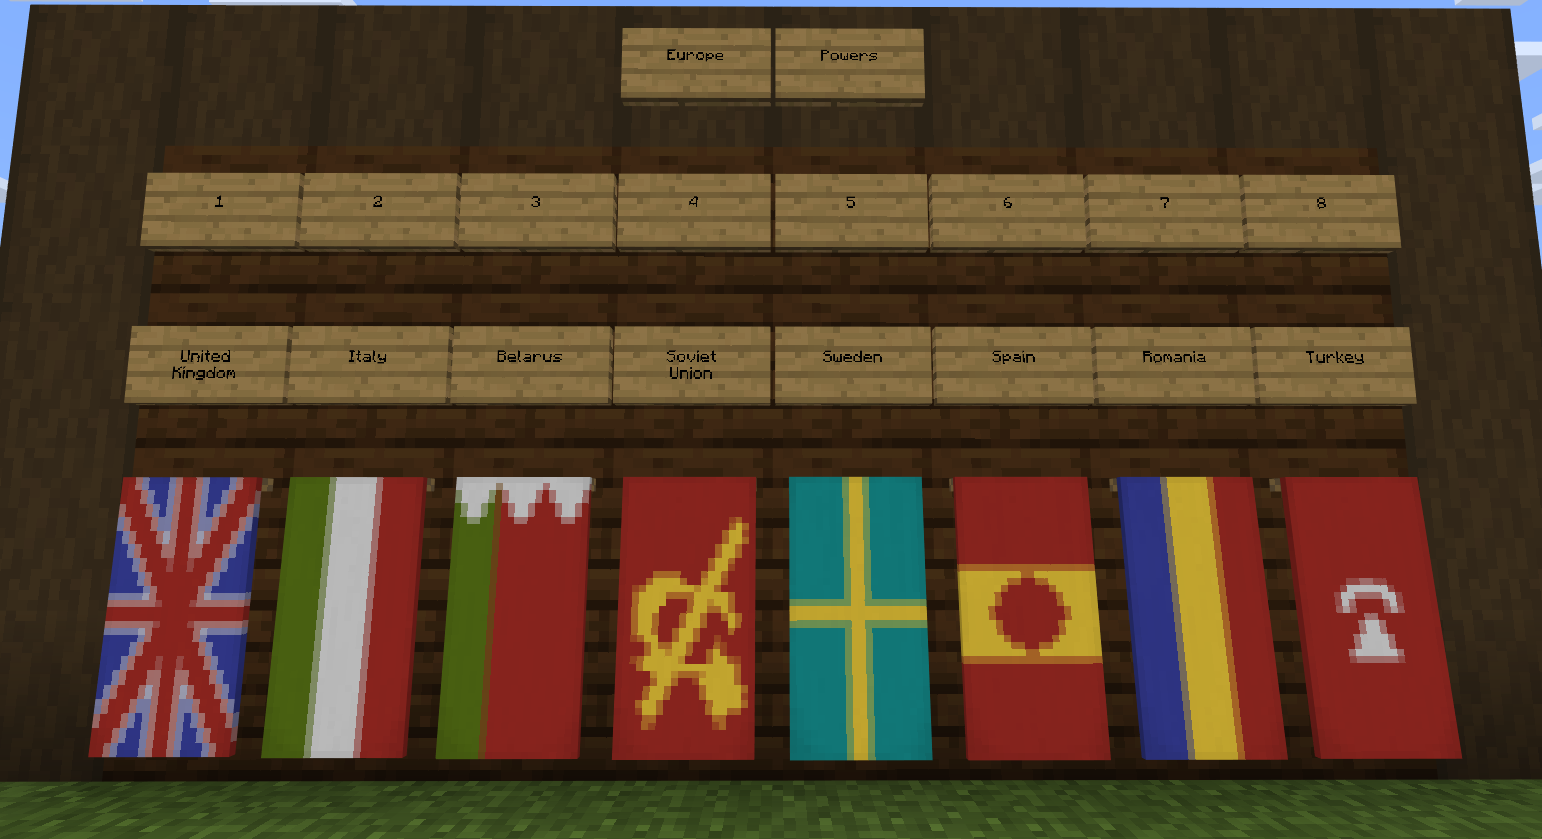 Europe
Powers
1
2
3
4
5
6
7
8
United
Kingdom
Italy
Belarus
Soviet
Union
Sweden
Spain
Romania
Turkey